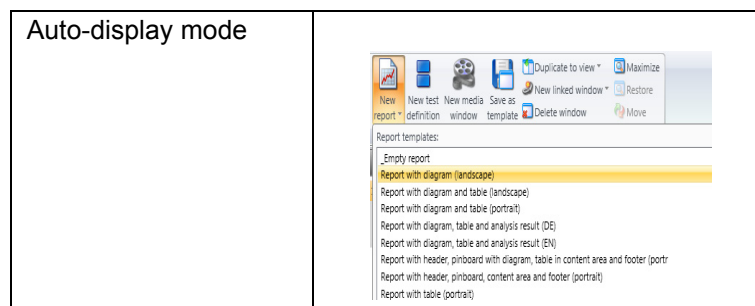 Auto-display mode
New report
New test definition
New media window
Save as template
Duplicate to view
New linked window
Delete window
Maximize
Restore
Move
Report templates:
_Empty report
Report with diagram (landscape)
Report with diagram and table (landscape)
Report with diagram and table (portrait)
Report with diagram, table and analysis result (DE)
Report with diagram, table and analysis result (EN)
Report with header, pinboard with diagram, table in content area and footer (portr
Report with header, pinboard, content area and footer (portrait)
Report with table (portrait)